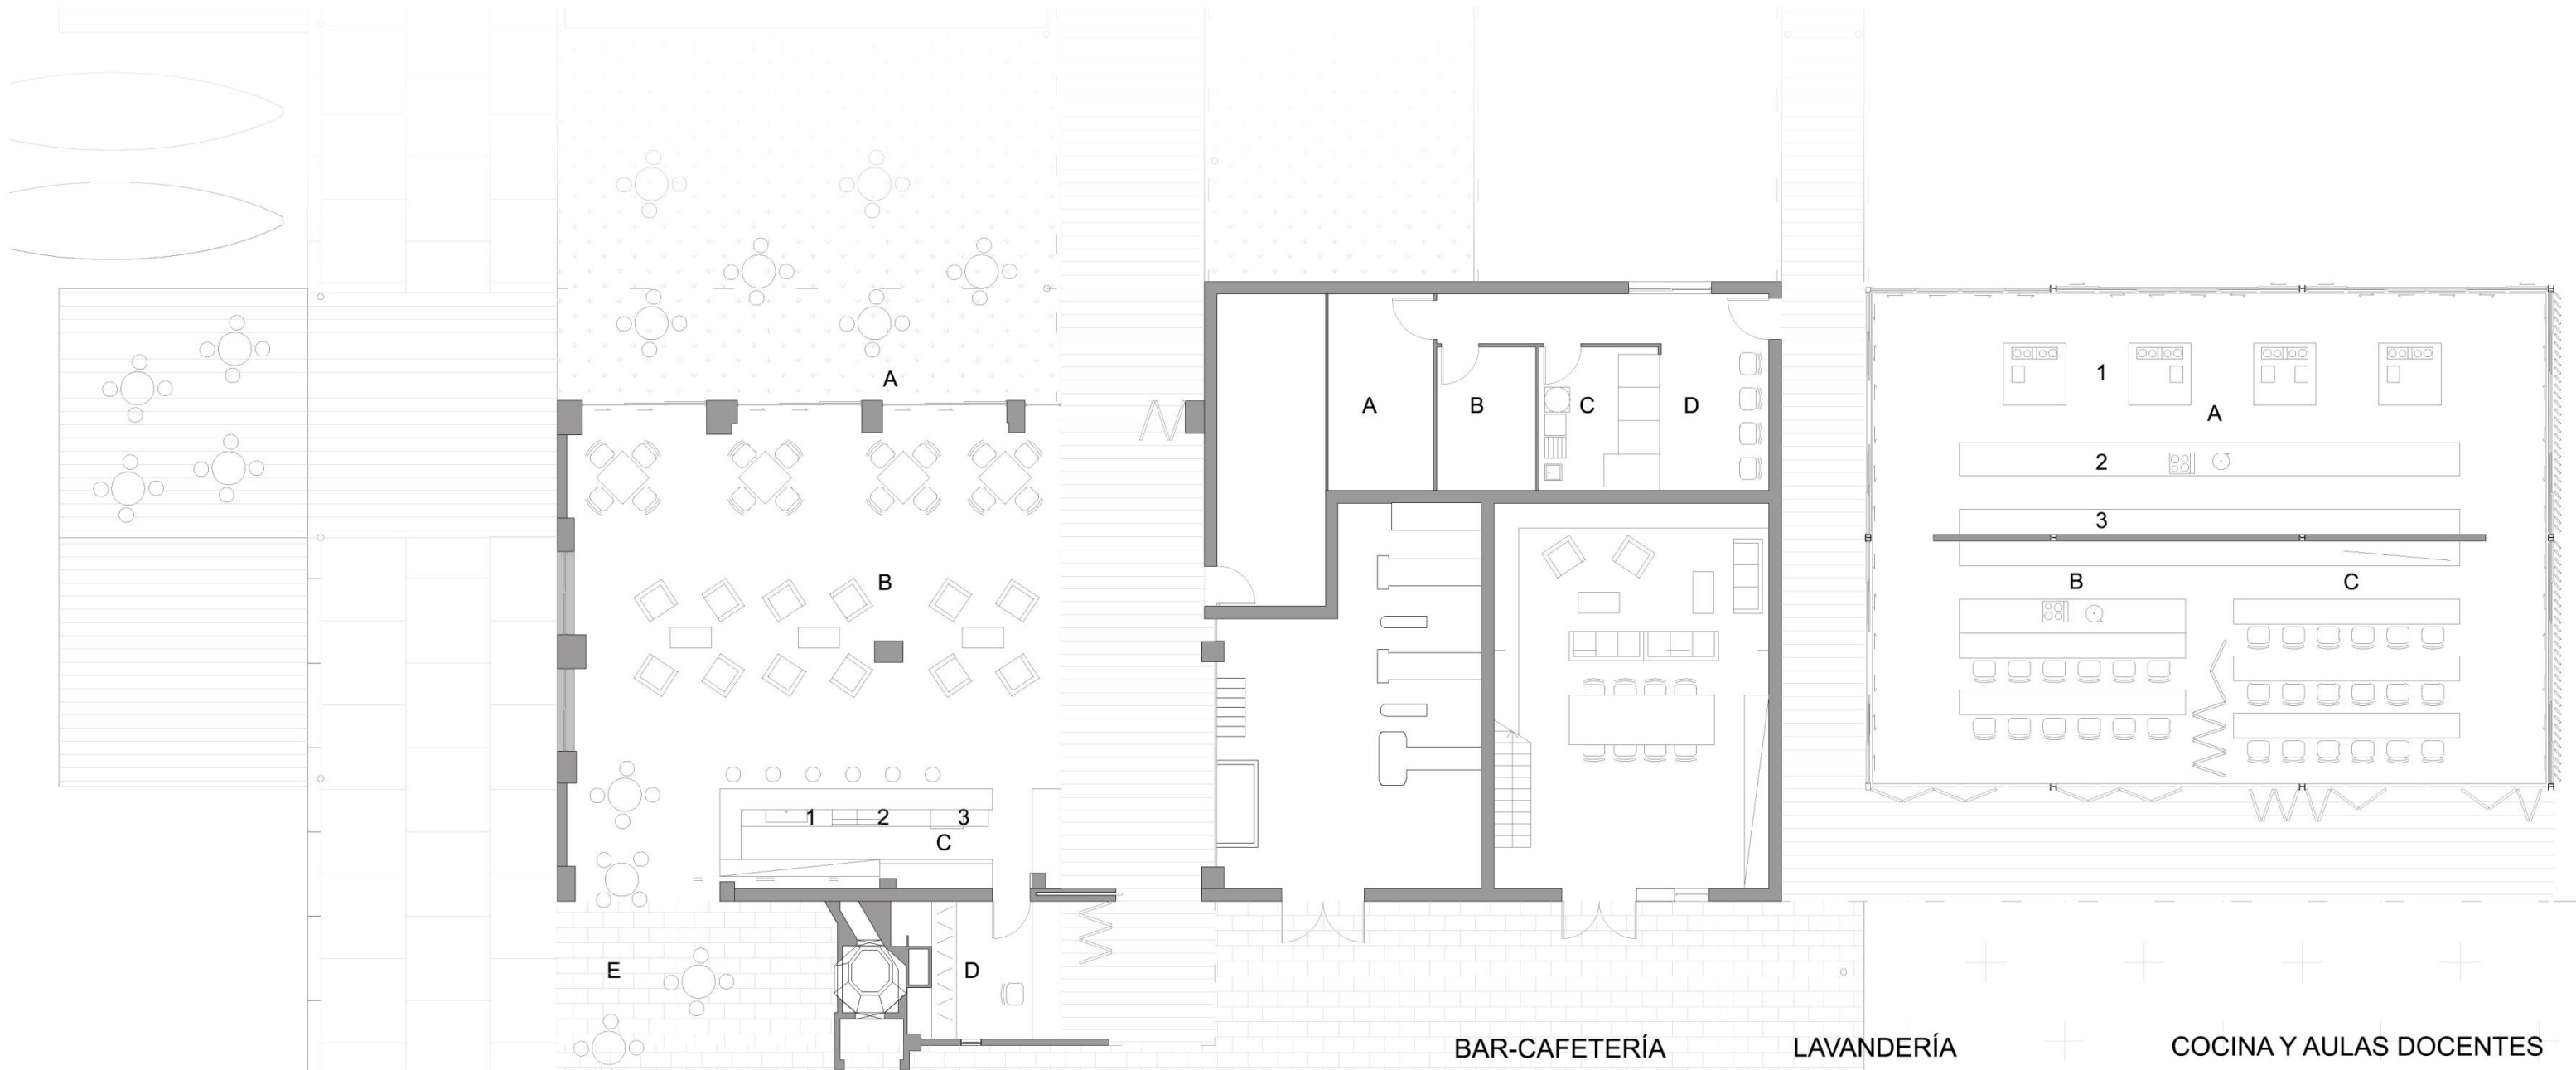 A
B
1 2 3
C
D
E
A B C D
1
A
2
3
B C
BAR-CAFETERÍA LAVANDERÍA COCINA Y AULAS DOCENTES